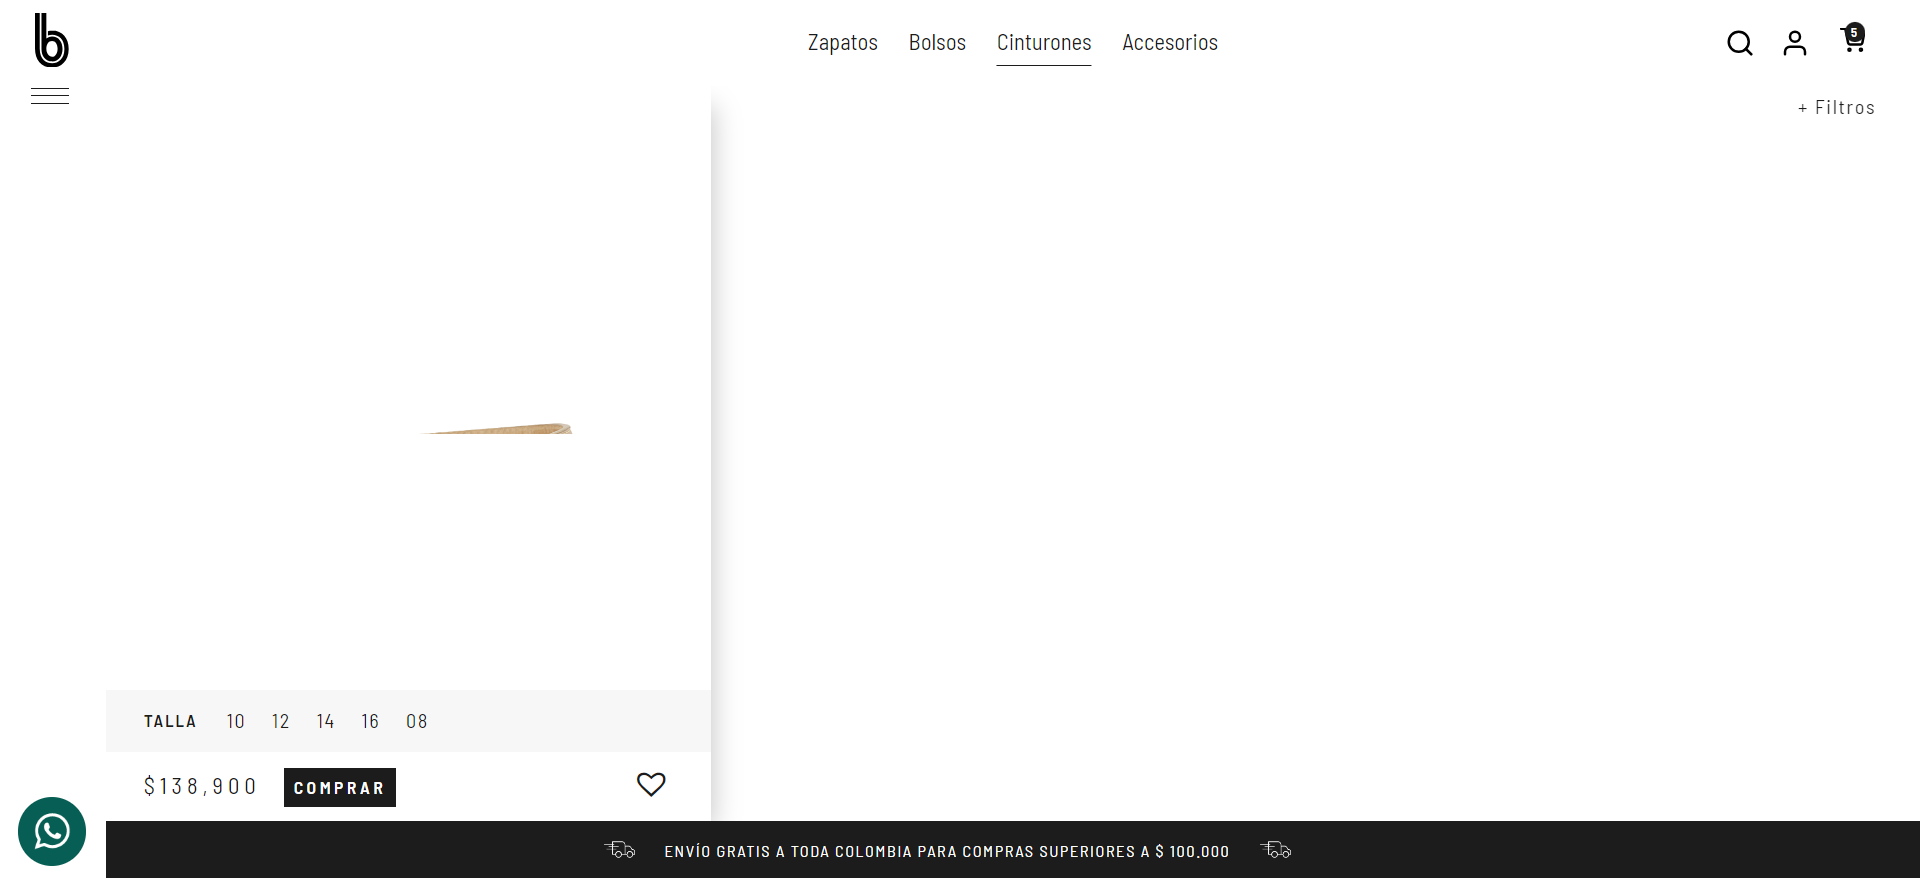 b
Zapatos Bolsos Cinturones Accesorios
5
+ Filtros
TALLA 10 12 14 16 08
$138,900 COMPRAR
ENVÍO GRATIS A TODA COLOMBIA PARA COMPRAS SUPERIORES A $ 100.000